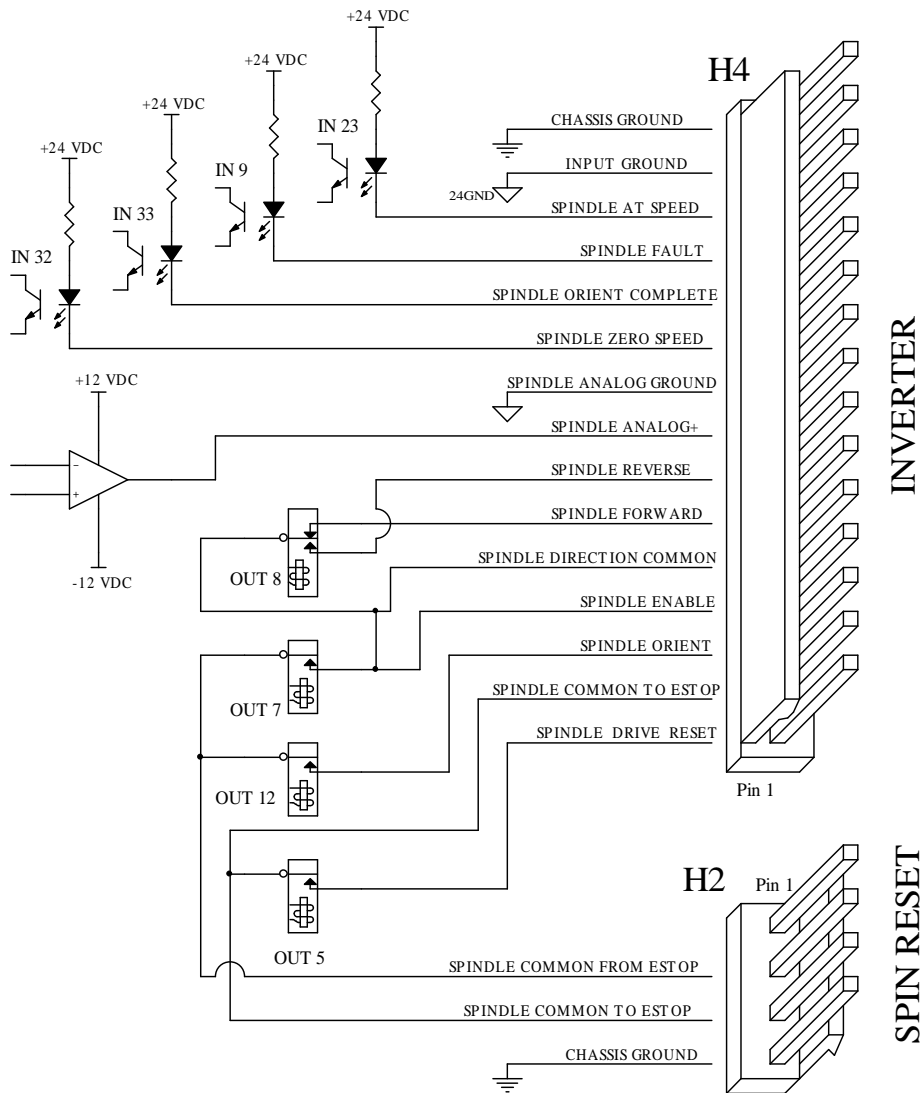 +24 VDC
+24 VDC
+24 VDC
+24 VDC
IN 23
IN 9
IN 33
IN 32
H4
CHASSIS GROUND
INPUT GROUND
24GND
SPINDLE AT SPEED
SPINDLE FAULT
SPINDLE ORIENT COMPLETE
SPINDLE ZERO SPEED
SPINDLE ANALOG GROUND
SPINDLE ANALOG+
+12 VDC
−
+
-12 VDC
SPINDLE REVERSE
SPINDLE FORWARD
SPINDLE DIRECTION COMMON
SPINDLE ENABLE
SPINDLE ORIENT
SPINDLE COMMON TO ESTOP
SPINDLE DRIVE RESET
OUT 8
OUT 7
OUT 12
OUT 5
Pin 1
INVERTER
H2
Pin 1
SPINDLE COMMON FROM ESTOP
SPINDLE COMMON TO ESTOP
CHASSIS GROUND
SPIN RESET